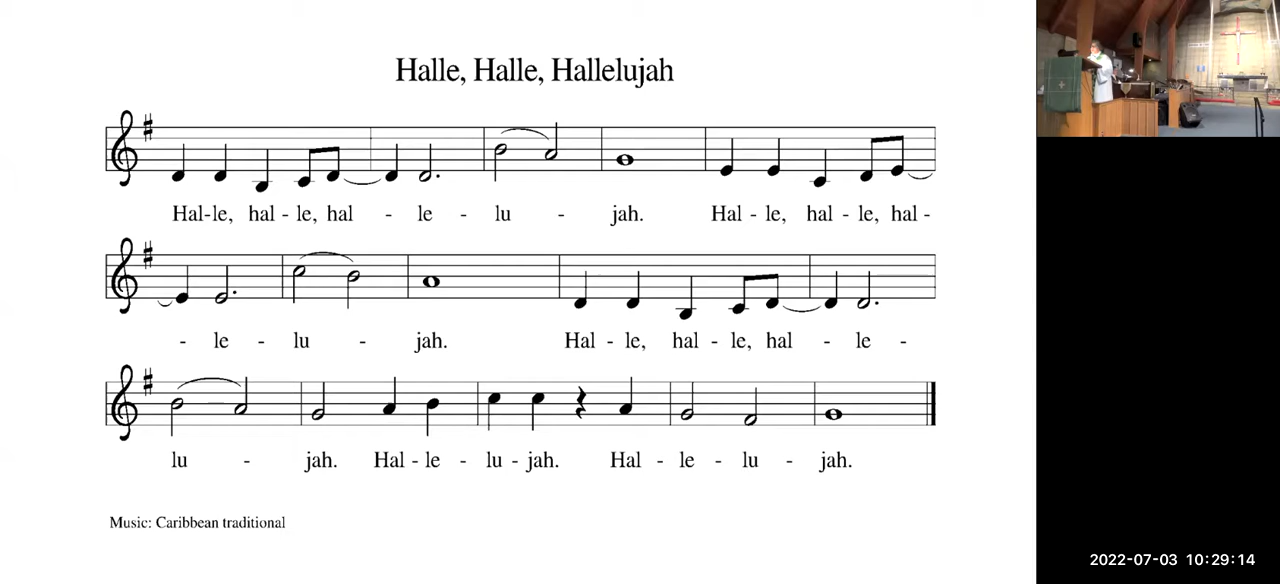 Halle, Halle, Hallelujah
Hal-le, hal - le, hal - le - lu - jah. Hal - le, hal - le, hal -
- le - lu - jah. Hal - le, hal - le, hal - le -
lu - jah. Hal - le - lu - jah. Hal - le - lu - jah.
Music: Caribbean traditional
2022-07-03 10:29:14